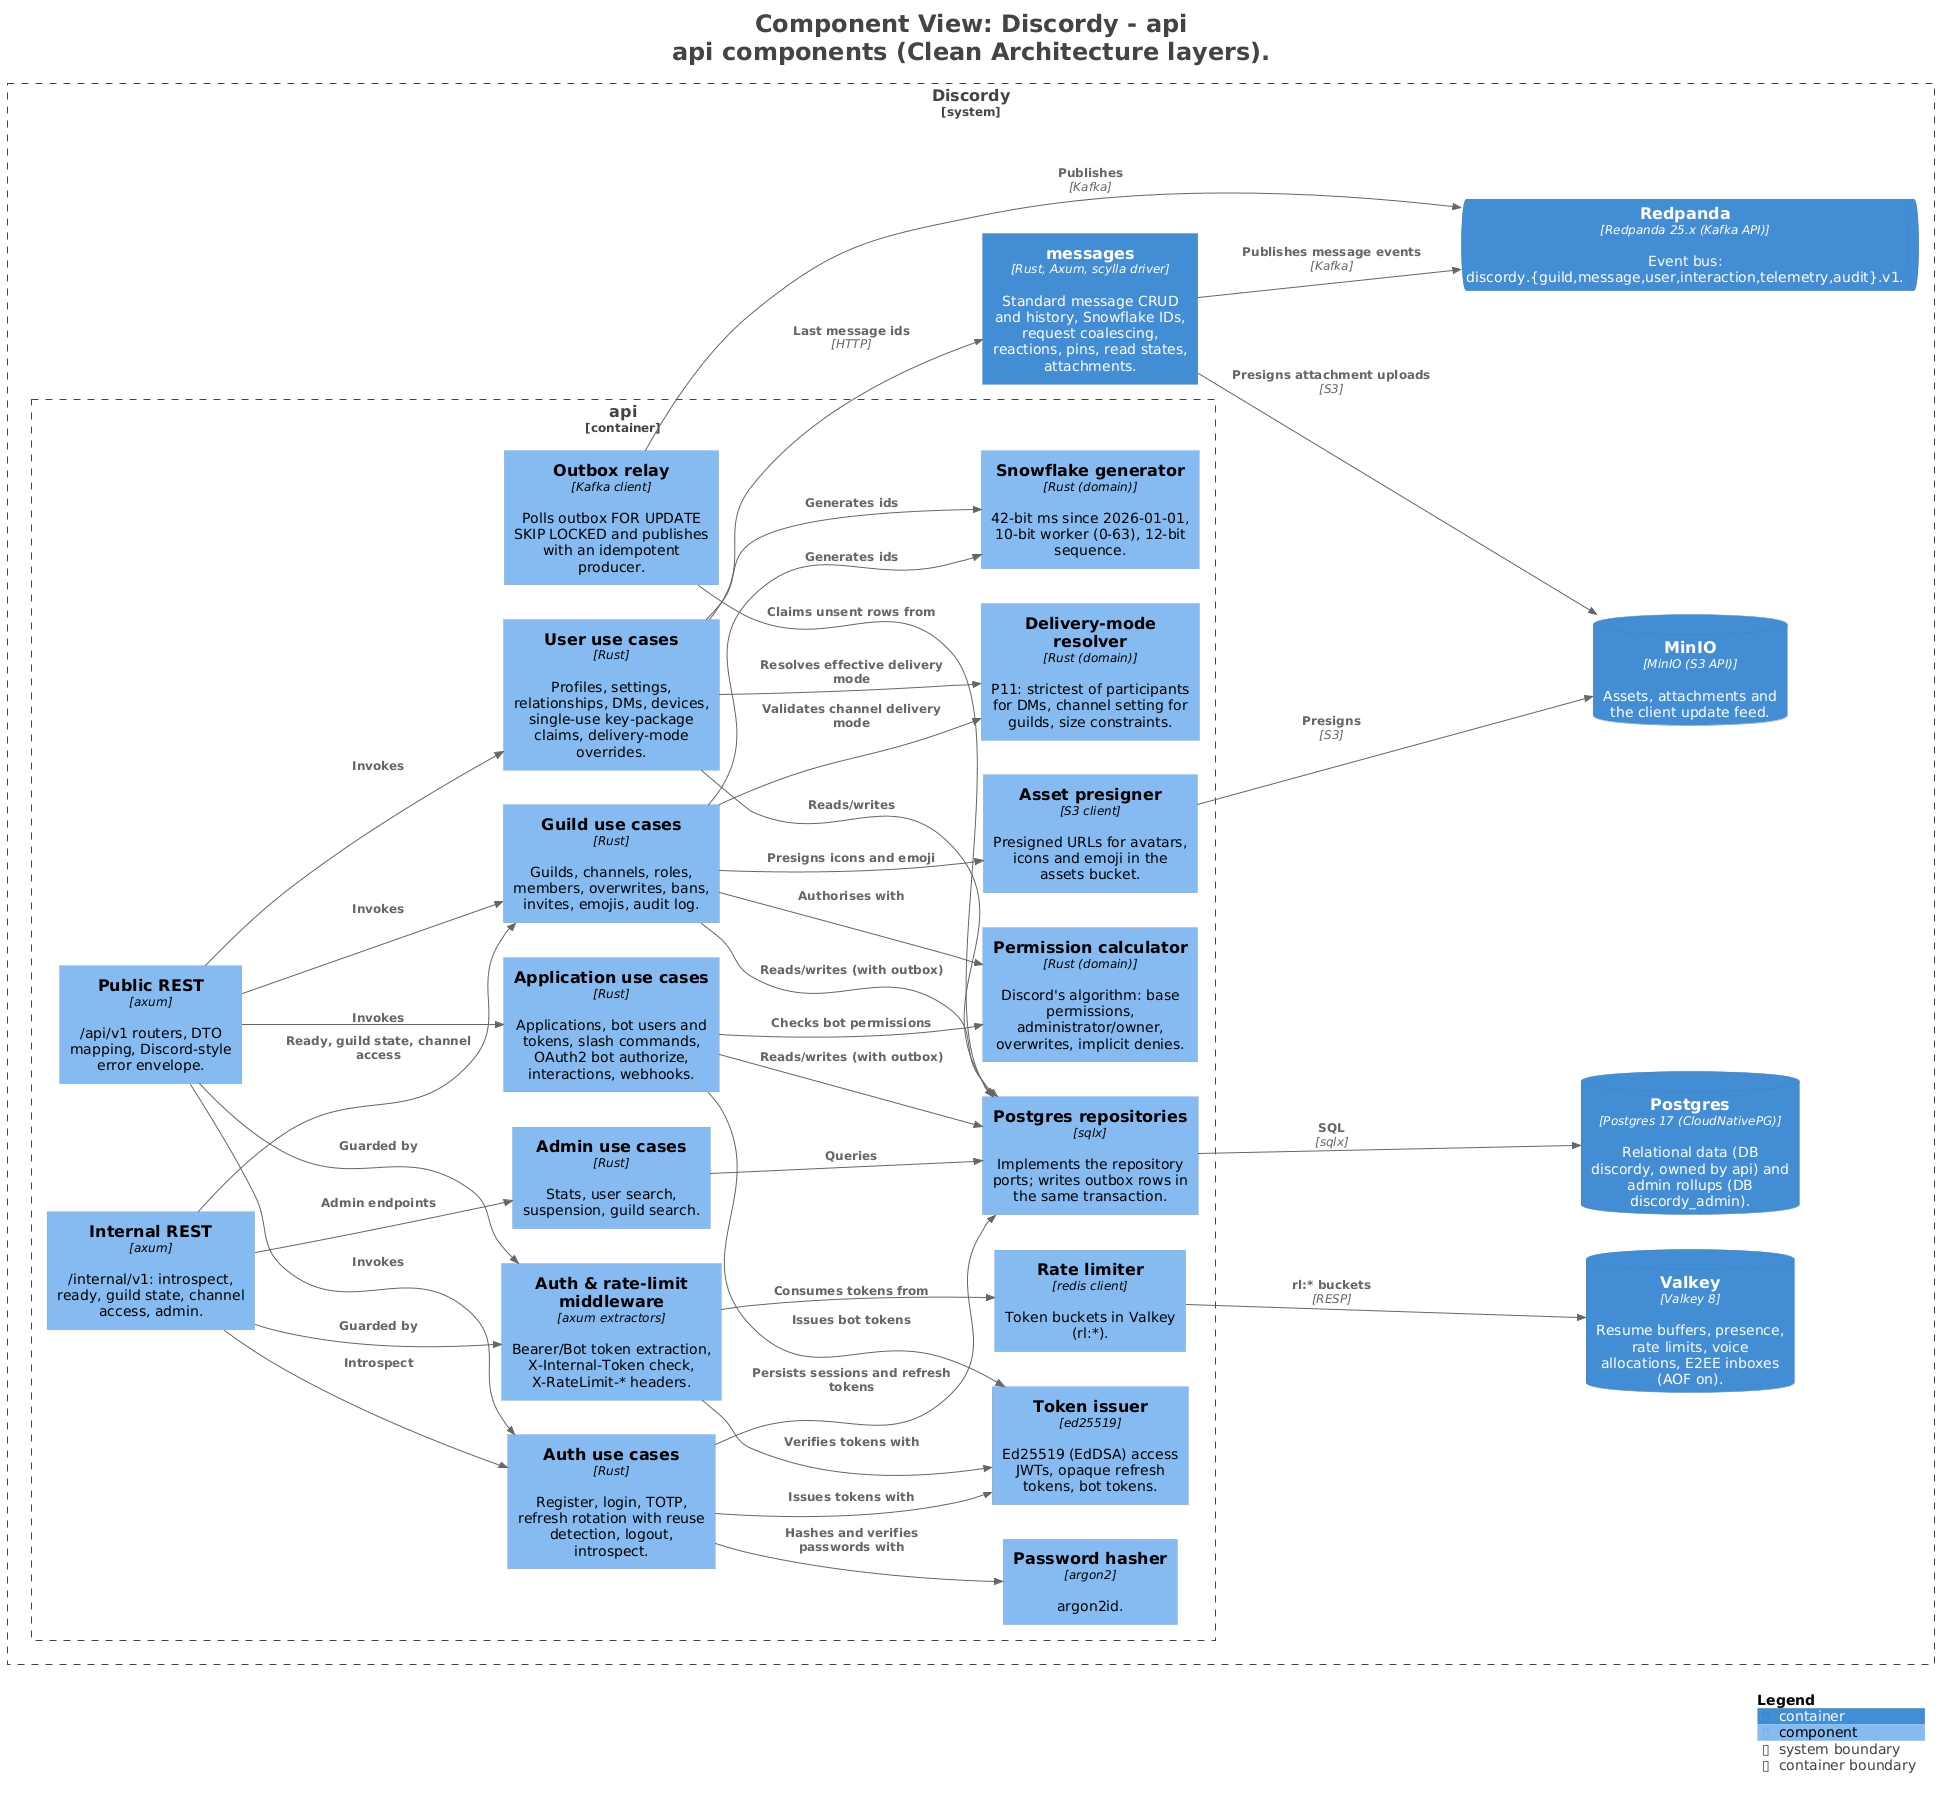 Component View: Discordy - api
api components (Clean Architecture layers).
Discordy
[system]
Publishes
[Kafka]
Redpanda
[Redpanda 25.x (Kafka API)]
Event bus:
discordy.{guild,message,user,interaction,telemetry,audit}.v1.
messages
[Rust, Axum, scylla driver]
Standard message CRUD
and history, Snowflake IDs,
request coalescing,
reactions, pins, read states,
attachments.
Publishes message events
[Kafka]
Last message ids
[HTTP]
Presigns attachment uploads
[S3]
api
[container]
Outbox relay
[Kafka client]
Polls outbox FOR UPDATE
SKIP LOCKED and publishes
with an idempotent
producer.
Generates ids
Snowflake generator
[Rust (domain)]
42-bit ms since 2026-01-01,
10-bit worker (0-63), 12-bit
sequence.
Generates ids
Claims unsent rows from
User use cases
[Rust]
Profiles, settings,
relationships, DMs, devices,
single-use key-package
claims, delivery-mode
overrides.
Resolves effective delivery
mode
Validates channel delivery
mode
Delivery-mode
resolver
[Rust (domain)]
P11: strictest of participants
for DMs, channel setting for
guilds, size constraints.
MinIO
[MinIO (S3 API)]
Assets, attachments and
the client update feed.
Presigns
[S3]
Invokes
Reads/writes
Guild use cases
[Rust]
Guilds, channels, roles,
members, overwrites, bans,
invites, emojis, audit log.
Presigns icons and emoji
Asset presigner
[S3 client]
Presigned URLs for avatars,
icons and emoji in the
assets bucket.
Invokes
Authorises with
Reads/writes (with outbox)
Permission calculator
[Rust (domain)]
Discord's algorithm: base
permissions,
administrator/owner,
overwrites, implicit denies.
Public REST
[axum]
/api/v1 routers, DTO
mapping, Discord-style
error envelope.
Invokes
Ready, guild state, channel
access
Application use cases
[Rust]
Applications, bot users and
tokens, slash commands,
OAuth2 bot authorize,
interactions, webhooks.
Checks bot permissions
Reads/writes (with outbox)
Postgres repositories
[sqlx]
Implements the repository
ports; writes outbox rows in
the same transaction.
SQL
[sqlx]
Postgres
[Postgres 17 (CloudNativePG)]
Relational data (DB
discordy, owned by api) and
admin rollups (DB
discordy_admin).
Guarded by
Admin use cases
[Rust]
Stats, user search,
suspension, guild search.
Queries
Admin endpoints
Internal REST
[axum]
/internal/v1: introspect,
ready, guild state, channel
access, admin.
Invokes
Guarded by
Introspect
Auth & rate-limit
middleware
[axum extractors]
Bearer/Bot token extraction,
X-Internal-Token check,
X-RateLimit-* headers.
Consumes tokens from
Issues bot tokens
Rate limiter
[redis client]
Token buckets in Valkey
(rl:*).
rl:* buckets
[RESP]
Valkey
[Valkey 8]
Resume buffers, presence,
rate limits, voice
allocations, E2EE inboxes
(AOF on).
Persists sessions and refresh
tokens
Verifies tokens with
Token issuer
[ed25519]
Ed25519 (EdDSA) access
JWTs, opaque refresh
tokens, bot tokens.
Auth use cases
[Rust]
Register, login, TOTP,
refresh rotation with reuse
detection, logout,
introspect.
Issues tokens with
Hashes and verifies
passwords with
Password hasher
[argon2]
argon2id.
Legend
container
component
system boundary
container boundary